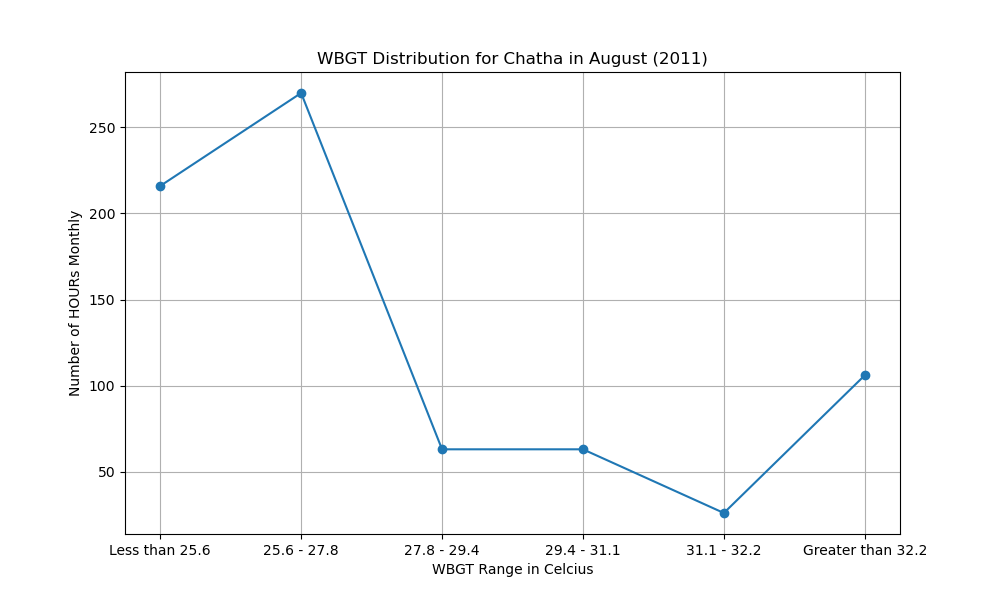 WBGT Distribution for Chatha in August (2011)
Number of HOURs Monthly
250
200
150
100
50
Less than 25.6
25.6 - 27.8
27.8 - 29.4
29.4 - 31.1
31.1 - 32.2
Greater than 32.2
WBGT Range in Celcius